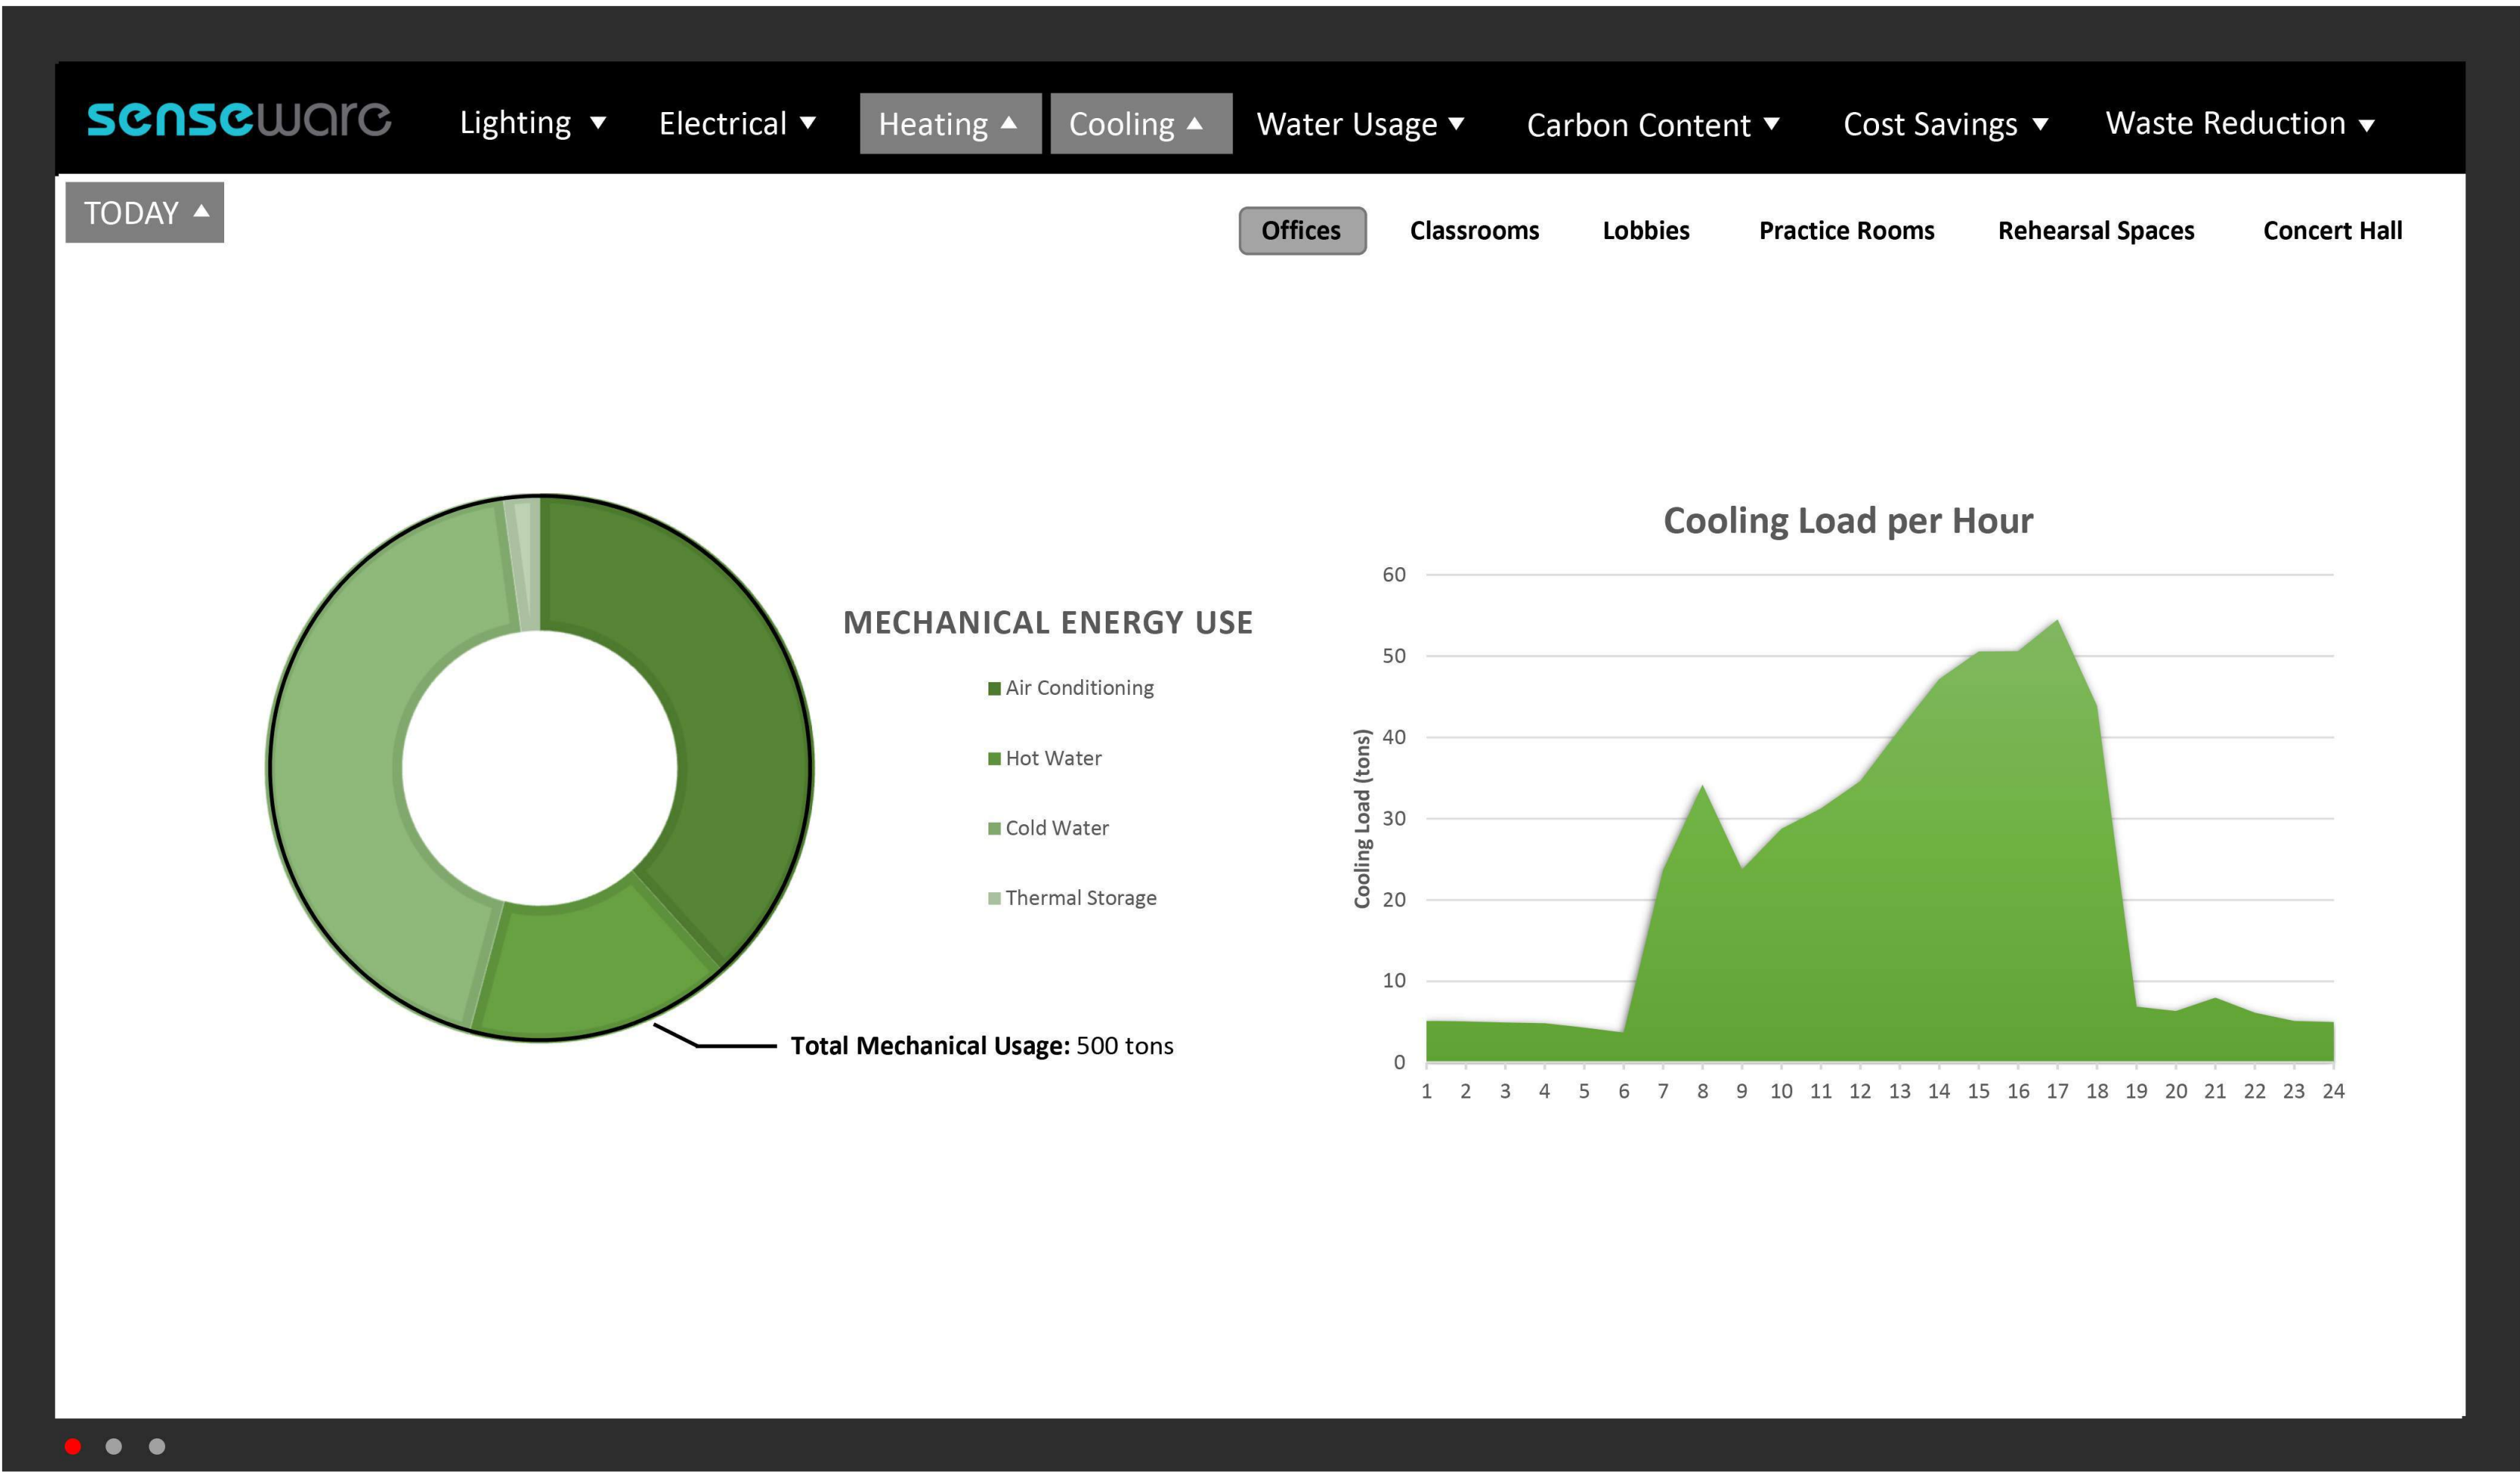 senseware Lighting ▼ Electrical ▼ Heating ▲ Cooling ▲ Water Usage ▼ Carbon Content ▼ Cost Savings ▼ Waste Reduction ▼
TODAY ▲
Offices Classrooms Lobbies Practice Rooms Rehearsal Spaces Concert Hall
MECHANICAL ENERGY USE
Air Conditioning
Hot Water
Cold Water
Thermal Storage
Total Mechanical Usage: 500 tons
Cooling Load per Hour
Cooling Load (tons)
60
50
40
30
20
10
0
1 2 3 4 5 6 7 8 9 10 11 12 13 14 15 16 17 18 19 20 21 22 23 24